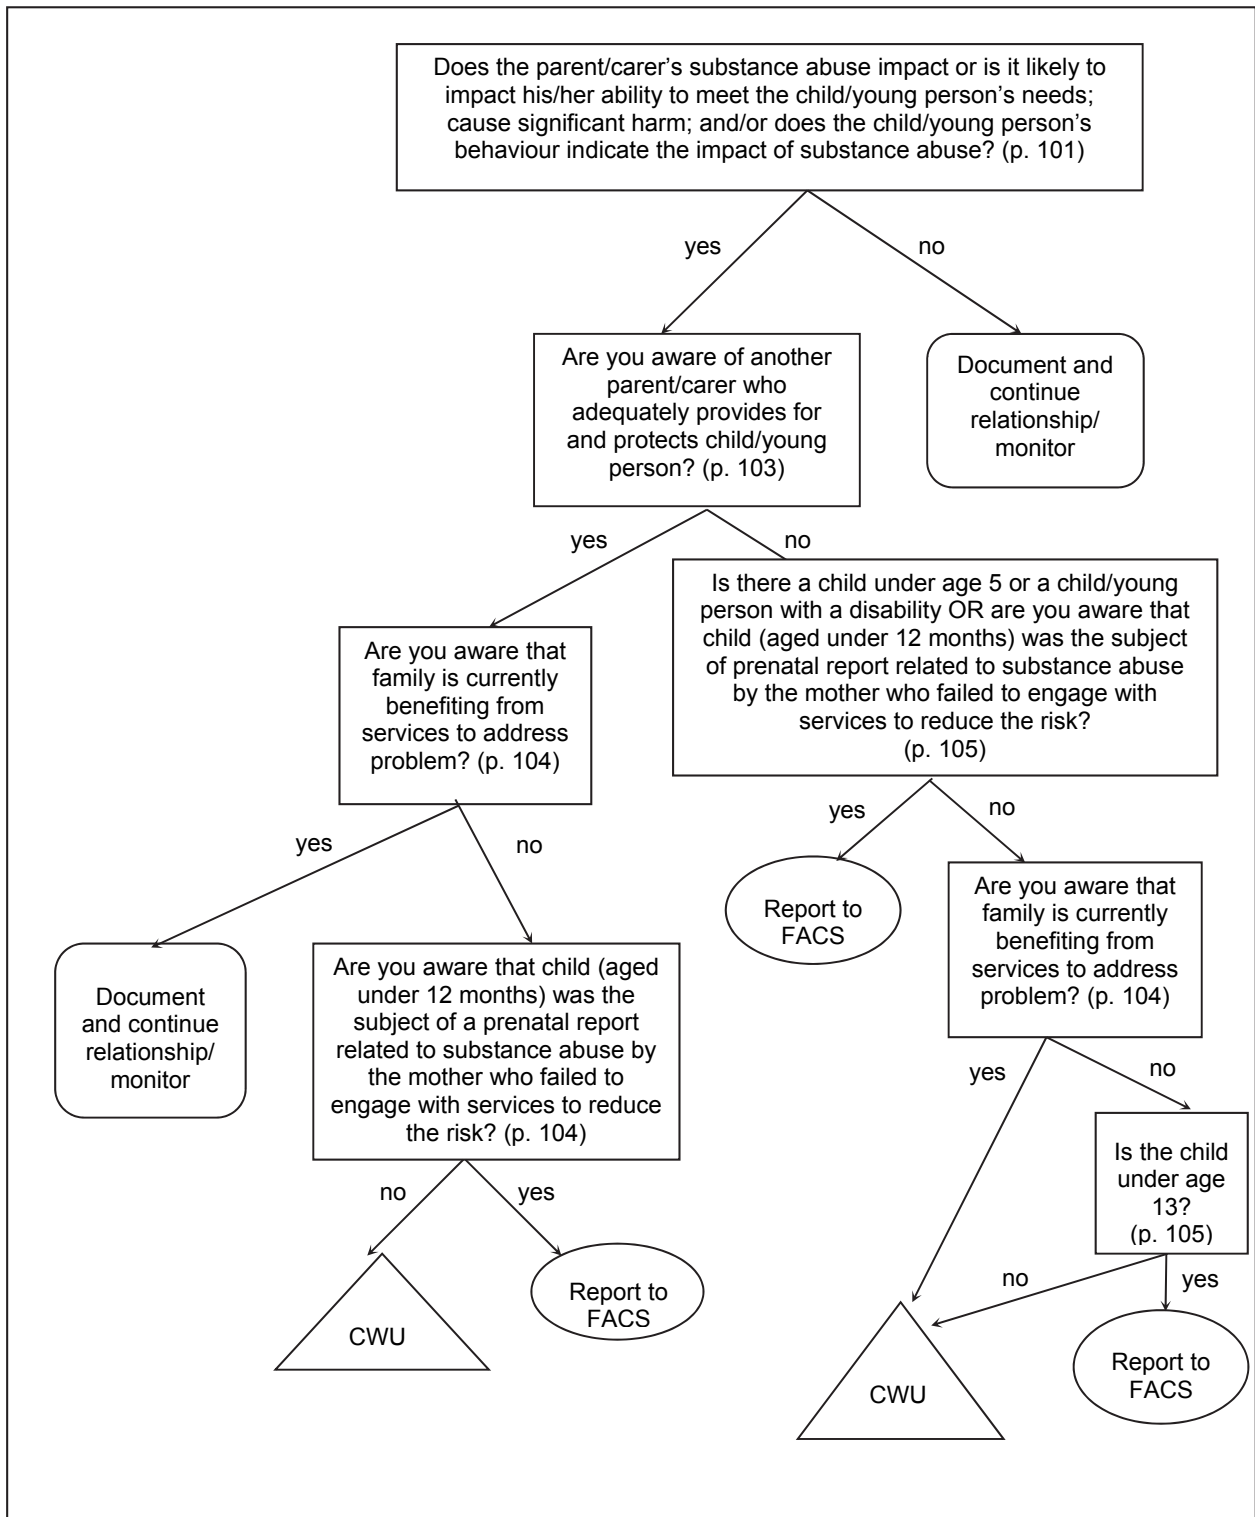 Does the parent/carer’s substance abuse impact or is it likely to
impact his/her ability to meet the child/young person’s needs;
cause significant harm; and/or does the child/young person’s
behaviour indicate the impact of substance abuse? (p. 101)
yes
no
Are you aware of another
parent/carer who
adequately provides for
and protects child/young
person? (p. 103)
Document and
continue
relationship/
monitor
yes
no
Is there a child under age 5 or a child/young
person with a disability OR are you aware that
child (aged under 12 months) was the subject
of prenatal report related to substance abuse
by the mother who failed to engage with
services to reduce the risk?
(p. 105)
Are you aware that
family is currently
benefiting from
services to address
problem? (p. 104)
yes
no
yes
no
Report to
FACS
Are you aware that
family is currently
benefiting from
services to address
problem? (p. 104)
Document
and continue
relationship/
monitor
Are you aware that child (aged
under 12 months) was the
subject of a prenatal report
related to substance abuse by
the mother who failed to
engage with services to reduce
the risk? (p. 104)
yes
no
Is the child
under age
13?
(p. 105)
no
yes
CWU
Report to
FACS
no
yes
CWU
Report to
FACS